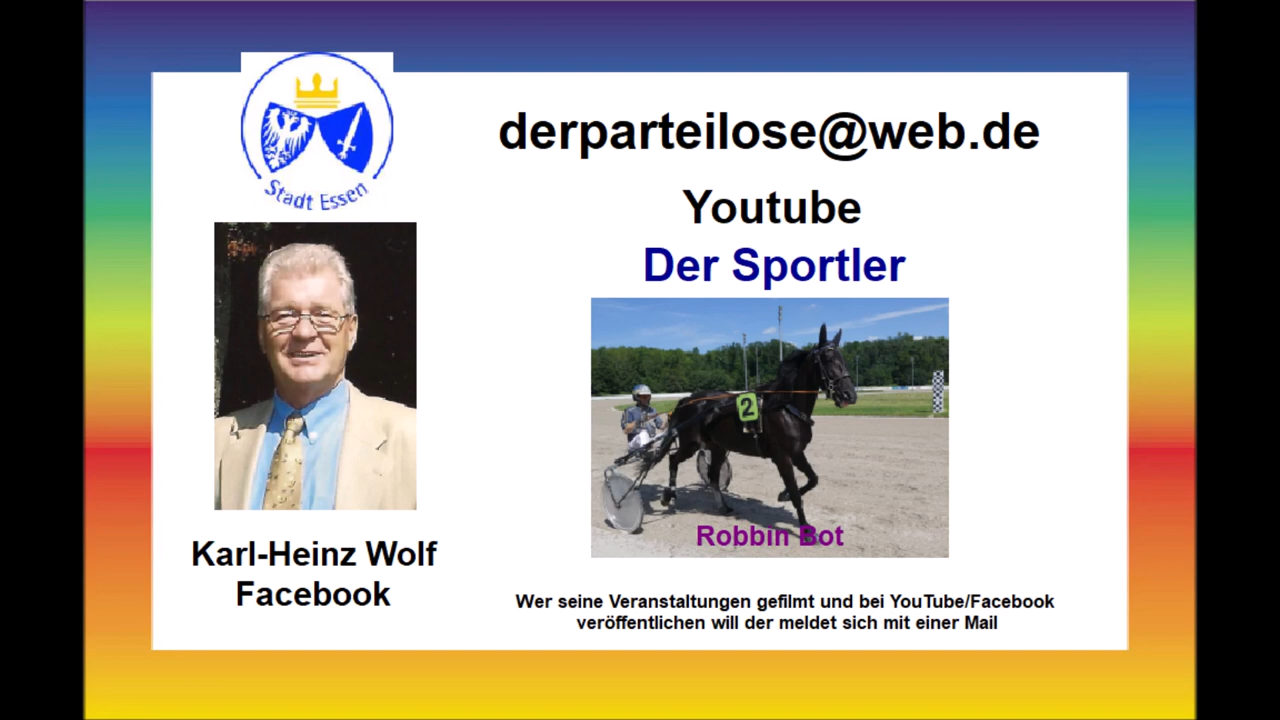 Stadt Essen
derparteilose@web.de
Youtube
Der Sportler
2
Robbin Bot
Karl-Heinz Wolf
Facebook
Wer seine Veranstaltungen gefilmt und bei YouTube/Facebook
veröffentlichen will der meldet sich mit einer Mail